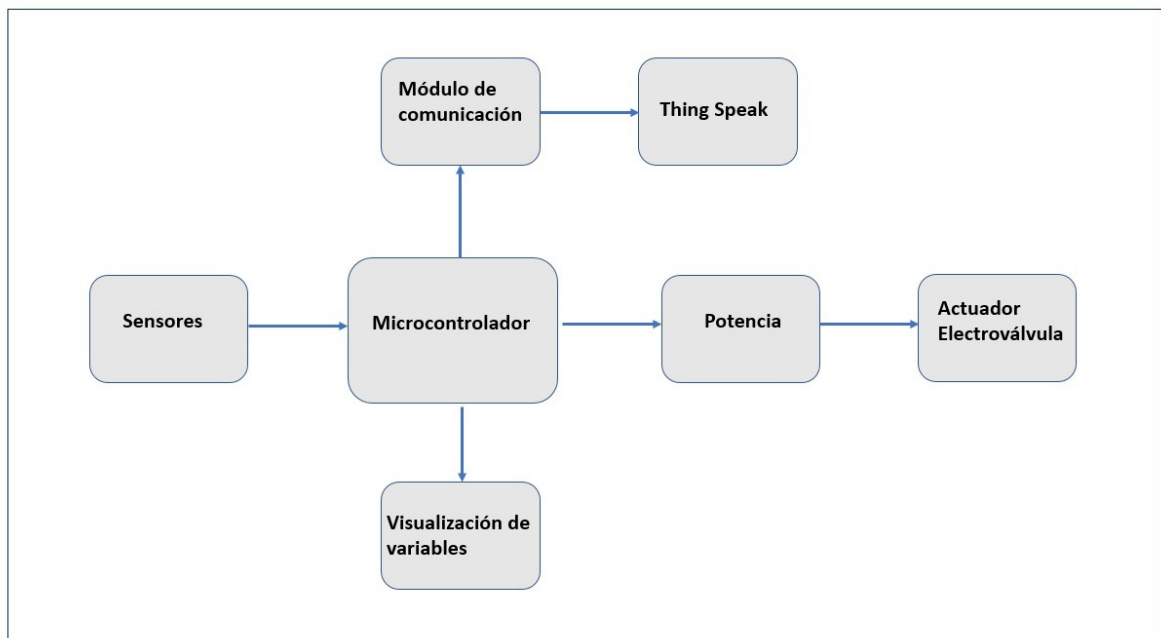 Módulo de
comunicación
Thing Speak
Sensores
Microcontrolador
Potencia
Actuador
Electroválvula
Visualización de
variables